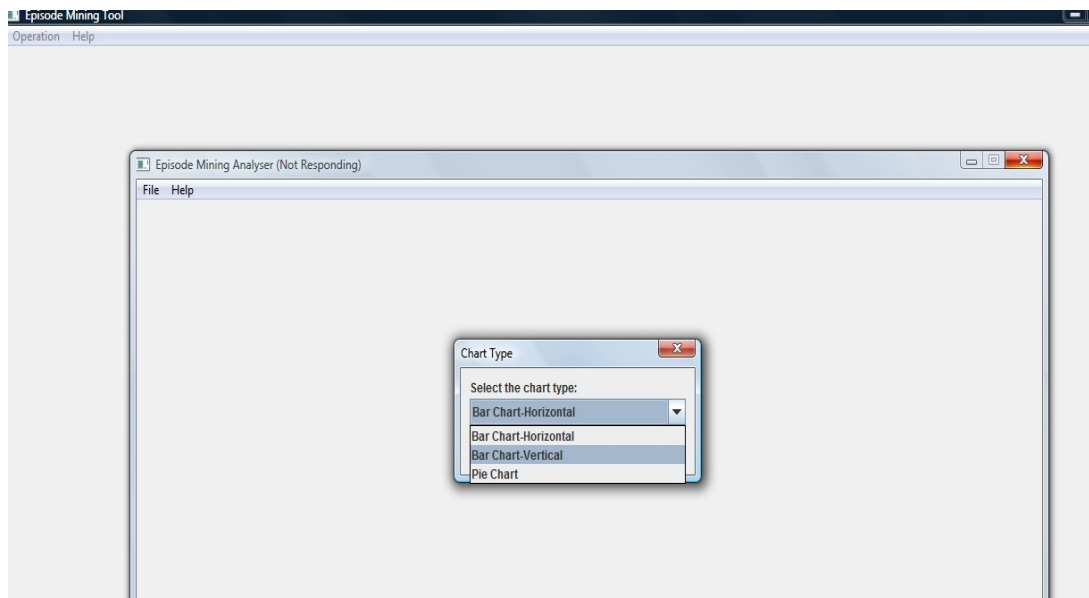 Episode Mining Tool
Operation Help
Episode Mining Analyser (Not Responding)
File Help
Chart Type
Select the chart type:
Bar Chart-Horizontal
Bar Chart-Horizontal
Bar Chart-Vertical
Pie Chart